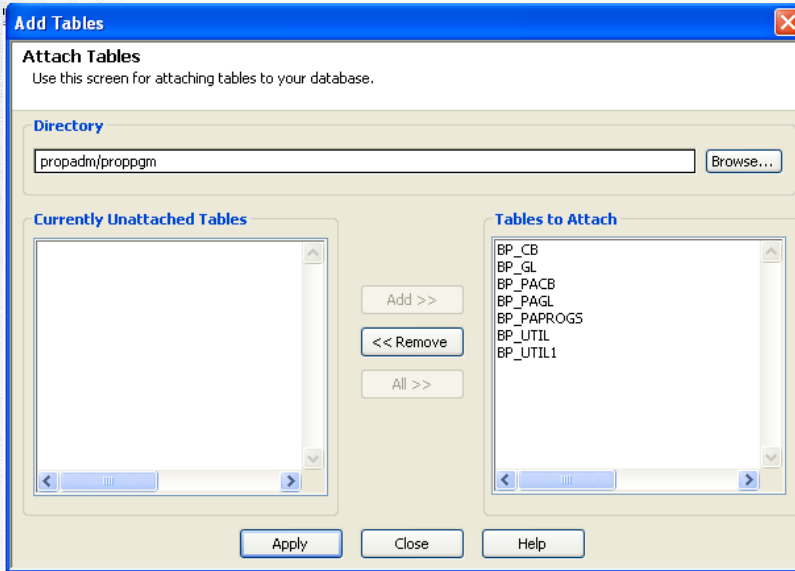 Add Tables
Attach Tables
Use this screen for attaching tables to your database.
Directory
propadm/proppgm
Browse...
Currently Unattached Tables
Tables to Attach
BP_CB
BP_GL
BP_PACB
BP_PAGL
BP_PAPROGS
BP_UTIL
BP_UTIL1
Add >>
<< Remove
All >>
Apply
Close
Help